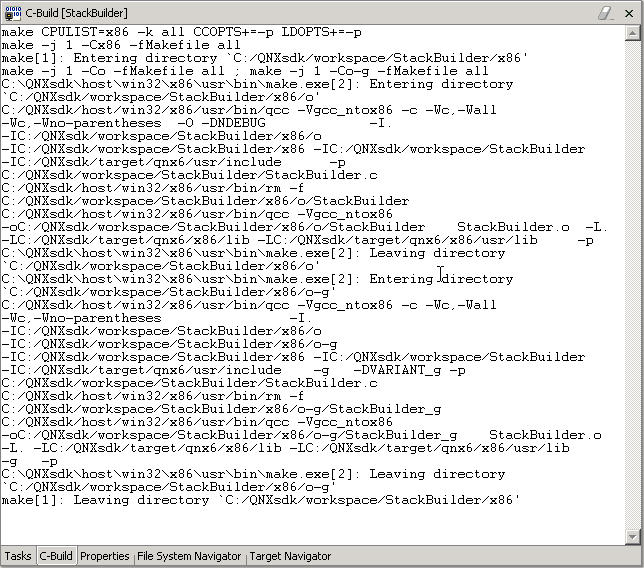 C-Build [StackBuilder]
make CPULIST=x86 -k all CCOPTS+=-p LDOPTS+=-p
make -j 1 -Cx86 -fMakefile all
make[1]: Entering directory `C:/QNXsdk/workspace/StackBuilder/x86'
make -j 1 -Co -fMakefile all ; make -j 1 -Co-g -fMakefile all
C:\QNXsdk\host\win32\x86\usr\bin\make.exe[2]: Entering directory
`C:/QNXsdk/workspace/StackBuilder/x86/o'
C:/QNXsdk/host/win32/x86/usr/bin/qcc -Vgcc_ntox86 -c -Wc,-Wall
-Wc,-Wno-parentheses  -O -DNDEBUG             -I.
-IC:/QNXsdk/workspace/StackBuilder/x86/o
-IC:/QNXsdk/workspace/StackBuilder/x86 -IC:/QNXsdk/workspace/StackBuilder
-IC:/QNXsdk/target/qnx6/usr/include      -p
C:/QNXsdk/workspace/StackBuilder/StackBuilder.c
C:/QNXsdk/host/win32/x86/usr/bin/rm -f
C:/QNXsdk/workspace/StackBuilder/x86/o/StackBuilder
C:/QNXsdk/host/win32/x86/usr/bin/qcc -Vgcc_ntox86
-oC:/QNXsdk/workspace/StackBuilder/x86/o/StackBuilder    StackBuilder.o  -L.
-LC:/QNXsdk/target/qnx6/x86/lib -LC:/QNXsdk/target/qnx6/x86/usr/lib     -p
C:\QNXsdk\host\win32\x86\usr\bin\make.exe[2]: Leaving directory
`C:/QNXsdk/workspace/StackBuilder/x86/o'
C:\QNXsdk\host\win32\x86\usr\bin\make.exe[2]: Entering directory
`C:/QNXsdk/workspace/StackBuilder/x86/o-g'
C:/QNXsdk/host/win32/x86/usr/bin/qcc -Vgcc_ntox86 -c -Wc,-Wall
-Wc,-Wno-parentheses                -I.
-IC:/QNXsdk/workspace/StackBuilder/x86/o
-IC:/QNXsdk/workspace/StackBuilder/x86/o-g
-IC:/QNXsdk/workspace/StackBuilder/x86 -IC:/QNXsdk/workspace/StackBuilder
-IC:/QNXsdk/target/qnx6/usr/include    -g   -DVARIANT_g -p
C:/QNXsdk/workspace/StackBuilder/StackBuilder.c
C:/QNXsdk/host/win32/x86/usr/bin/rm -f
C:/QNXsdk/workspace/StackBuilder/x86/o-g/StackBuilder_g
C:/QNXsdk/host/win32/x86/usr/bin/qcc -Vgcc_ntox86
-oC:/QNXsdk/workspace/StackBuilder/x86/o-g/StackBuilder_g    StackBuilder.o
-L. -LC:/QNXsdk/target/qnx6/x86/lib -LC:/QNXsdk/target/qnx6/x86/usr/lib
-g   -p
C:\QNXsdk\host\win32\x86\usr\bin\make.exe[2]: Leaving directory
`C:/QNXsdk/workspace/StackBuilder/x86/o-g'
make[1]: Leaving directory `C:/QNXsdk/workspace/StackBuilder/x86'
Tasks C-Build Properties File System Navigator Target Navigator